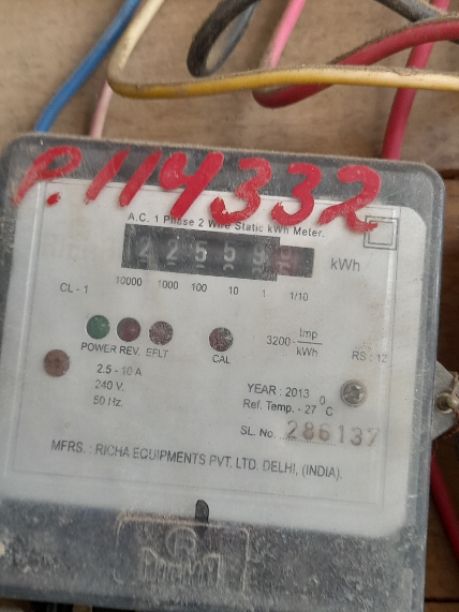 P.114332
A.C. 1 Phase 2 Wire Static kWh Meter.
2255 kWh
CL - 1
10000 1000 100 10 1 1/10
POWER REV. EFLT CAL
3200 Imp/kWh
RS : 12
2.5 - 10 A
240 V.
50 Hz.
YEAR : 2013
Ref. Temp. - 27 0C
SL. No. 286137
MFRS. : RICHA EQUIPMENTS PVT. LTD. DELHI, (INDIA).